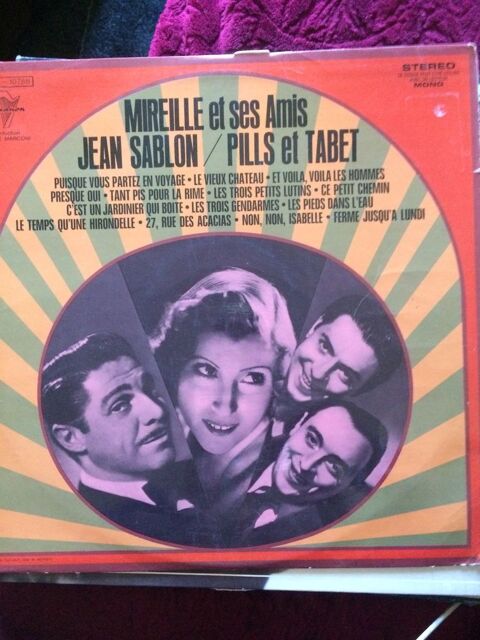 STEREO
MONO
MIREILLE et ses Amis
JEAN SABLON / PILLS et TABET
PUISQUE VOUS PARTEZ EN VOYAGE • LE VIEUX CHATEAU • ET VOILA, VOILA LES HOMMES
PRESQUE OUI • TANT PIS POUR LA RIME • LES TROIS PETITS LUTINS • CE PETIT CHEMIN
C'EST UN JARDINIER QUI BOITE • LES TROIS GENDARMES • LES PIEDS DANS L'EAU
LE TEMPS QU'UNE HIRONDELLE • 27, RUE DES ACACIAS • NON, NON, ISABELLE • FERME JUSQU'A LUNDI